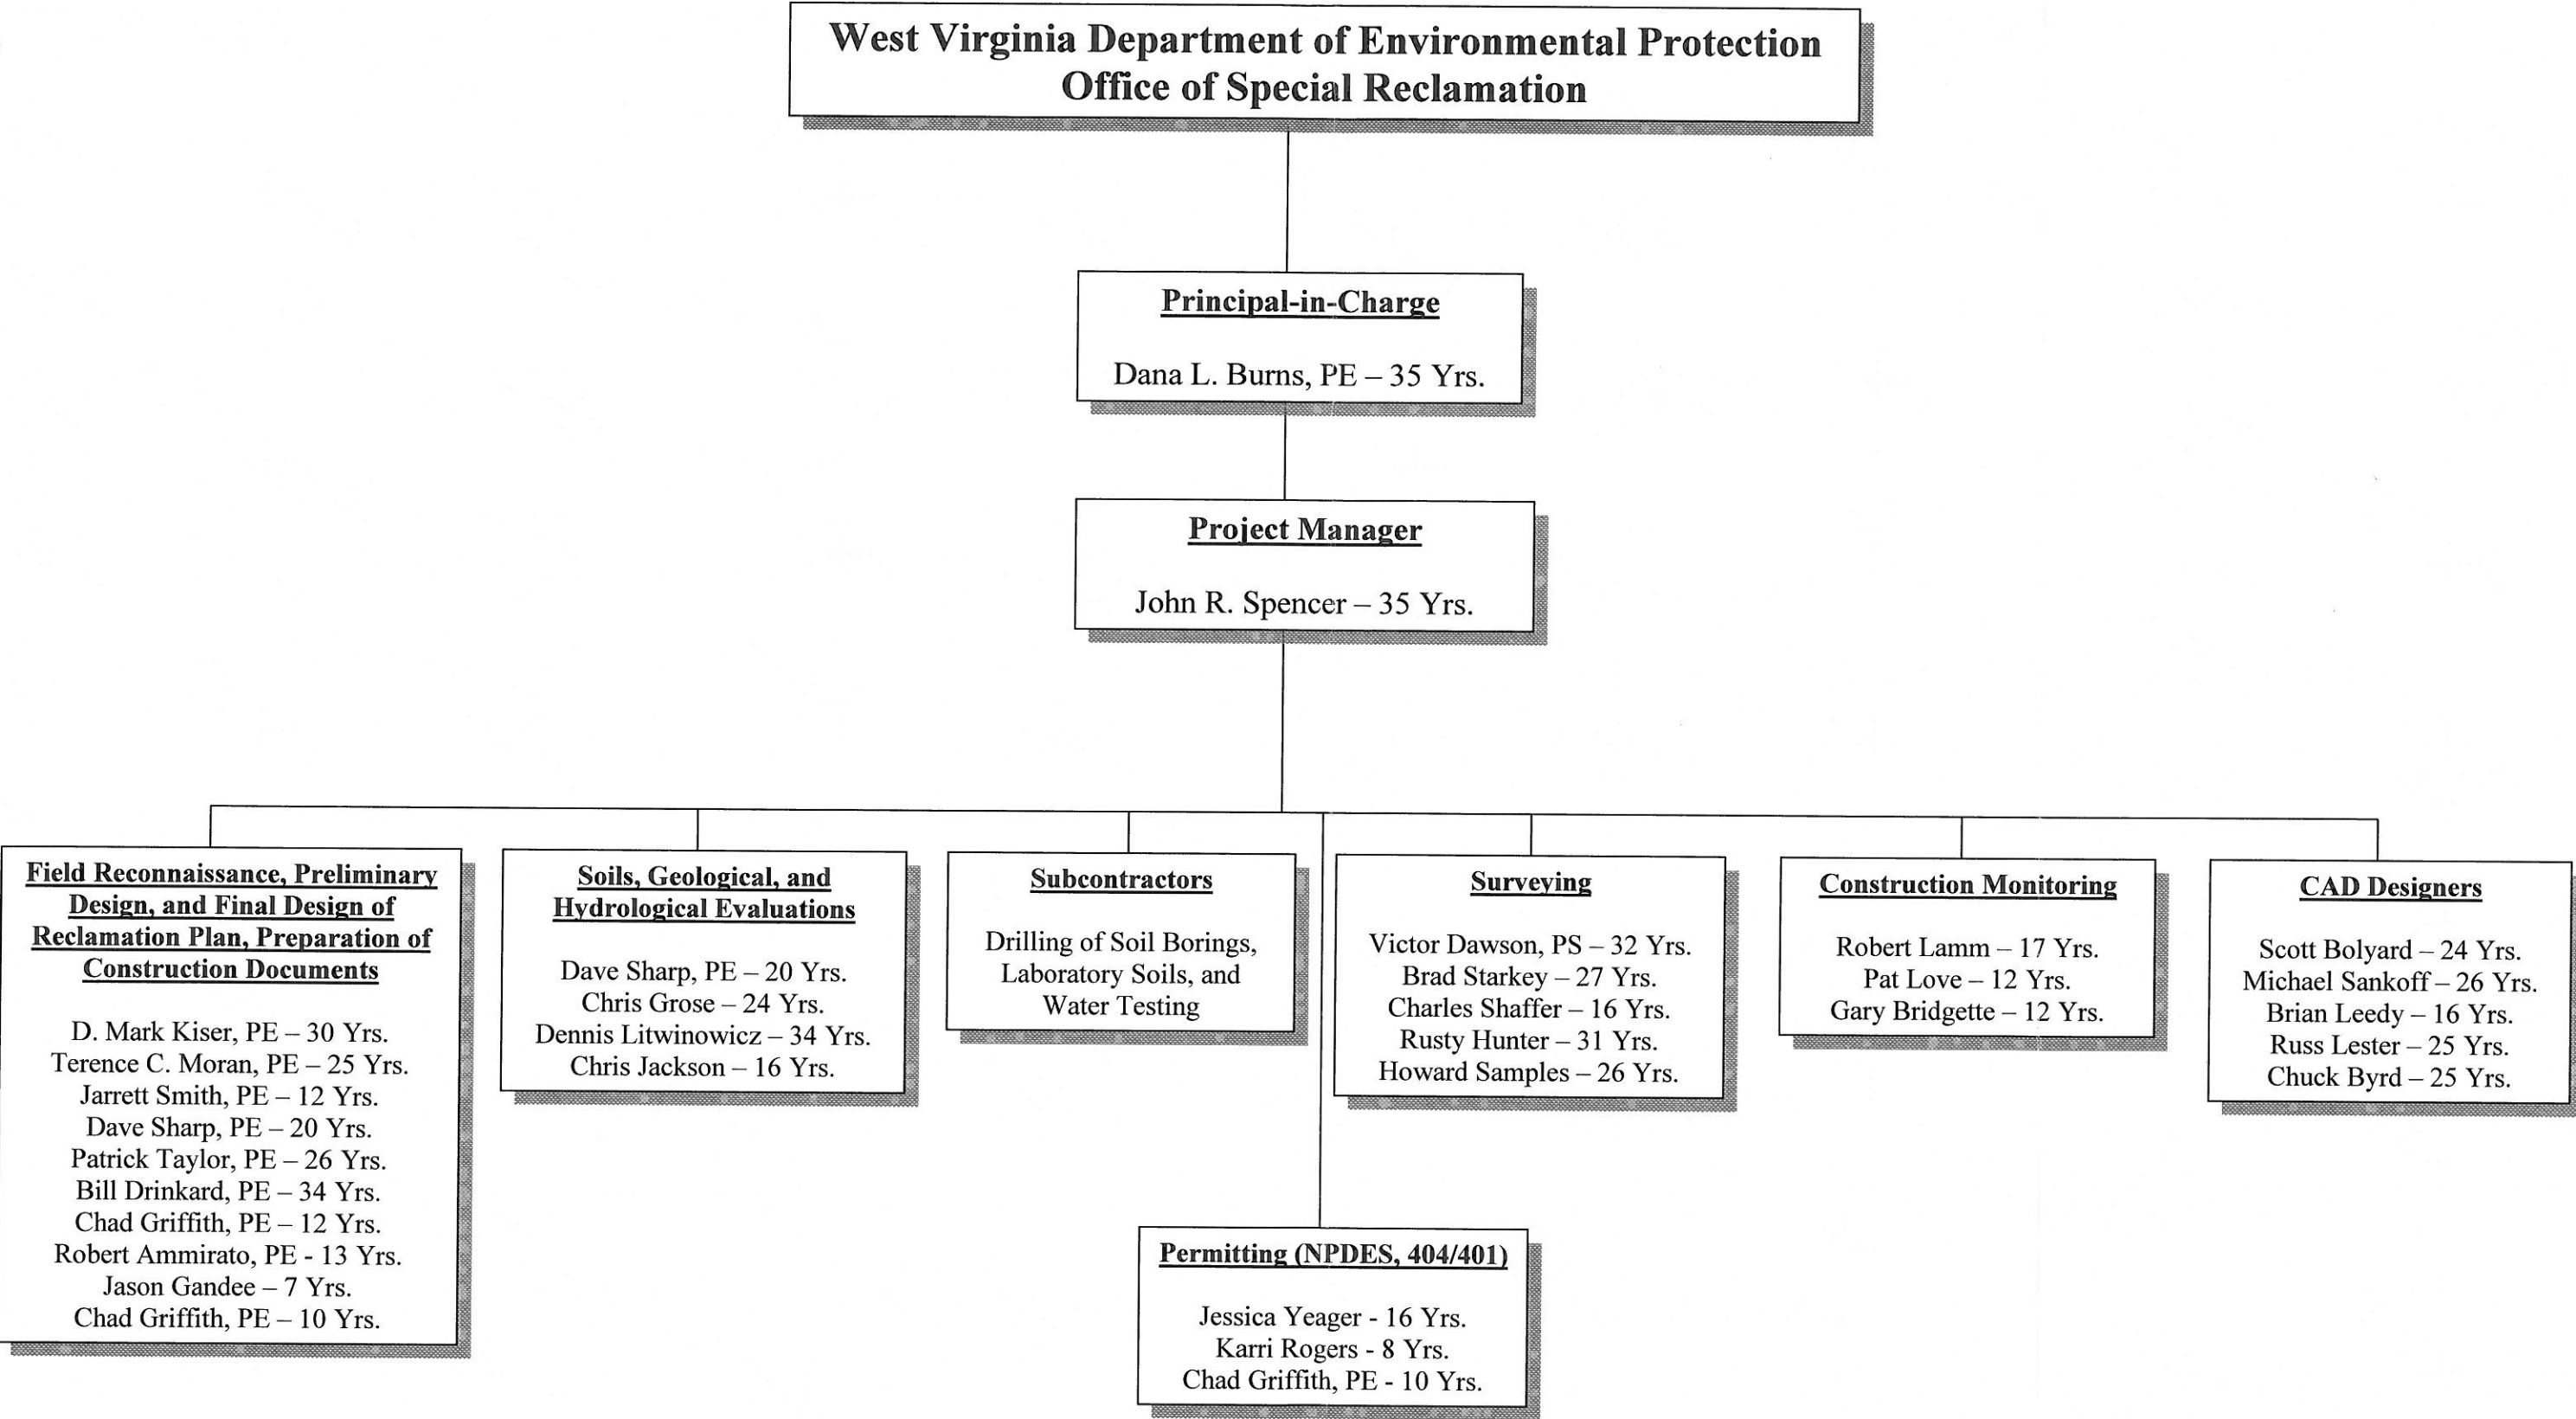 West Virginia Department of Environmental Protection
Office of Special Reclamation
Principal-in-Charge
Dana L. Burns, PE – 35 Yrs.
Project Manager
John R. Spencer – 35 Yrs.
Field Reconnaissance, Preliminary
Design, and Final Design of
Reclamation Plan, Preparation of
Construction Documents
D. Mark Kiser, PE – 30 Yrs.
Terence C. Moran, PE – 25 Yrs.
Jarrett Smith, PE – 12 Yrs.
Dave Sharp, PE – 20 Yrs.
Patrick Taylor, PE – 26 Yrs.
Bill Drinkard, PE – 34 Yrs.
Chad Griffith, PE – 12 Yrs.
Robert Ammirato, PE - 13 Yrs.
Jason Gandee – 7 Yrs.
Chad Griffith, PE – 10 Yrs.
Soils, Geological, and
Hydrological Evaluations
Dave Sharp, PE – 20 Yrs.
Chris Grose – 24 Yrs.
Dennis Litwinowicz – 34 Yrs.
Chris Jackson – 16 Yrs.
Subcontractors
Drilling of Soil Borings,
Laboratory Soils, and
Water Testing
Surveying
Victor Dawson, PS – 32 Yrs.
Brad Starkey – 27 Yrs.
Charles Shaffer – 16 Yrs.
Rusty Hunter – 31 Yrs.
Howard Samples – 26 Yrs.
Construction Monitoring
Robert Lamm – 17 Yrs.
Pat Love – 12 Yrs.
Gary Bridgette – 12 Yrs.
CAD Designers
Scott Bolyard – 24 Yrs.
Michael Sankoff – 26 Yrs.
Brian Leedy – 16 Yrs.
Russ Lester – 25 Yrs.
Chuck Byrd – 25 Yrs.
Permitting (NPDES, 404/401)
Jessica Yeager - 16 Yrs.
Karri Rogers - 8 Yrs.
Chad Griffith, PE - 10 Yrs.